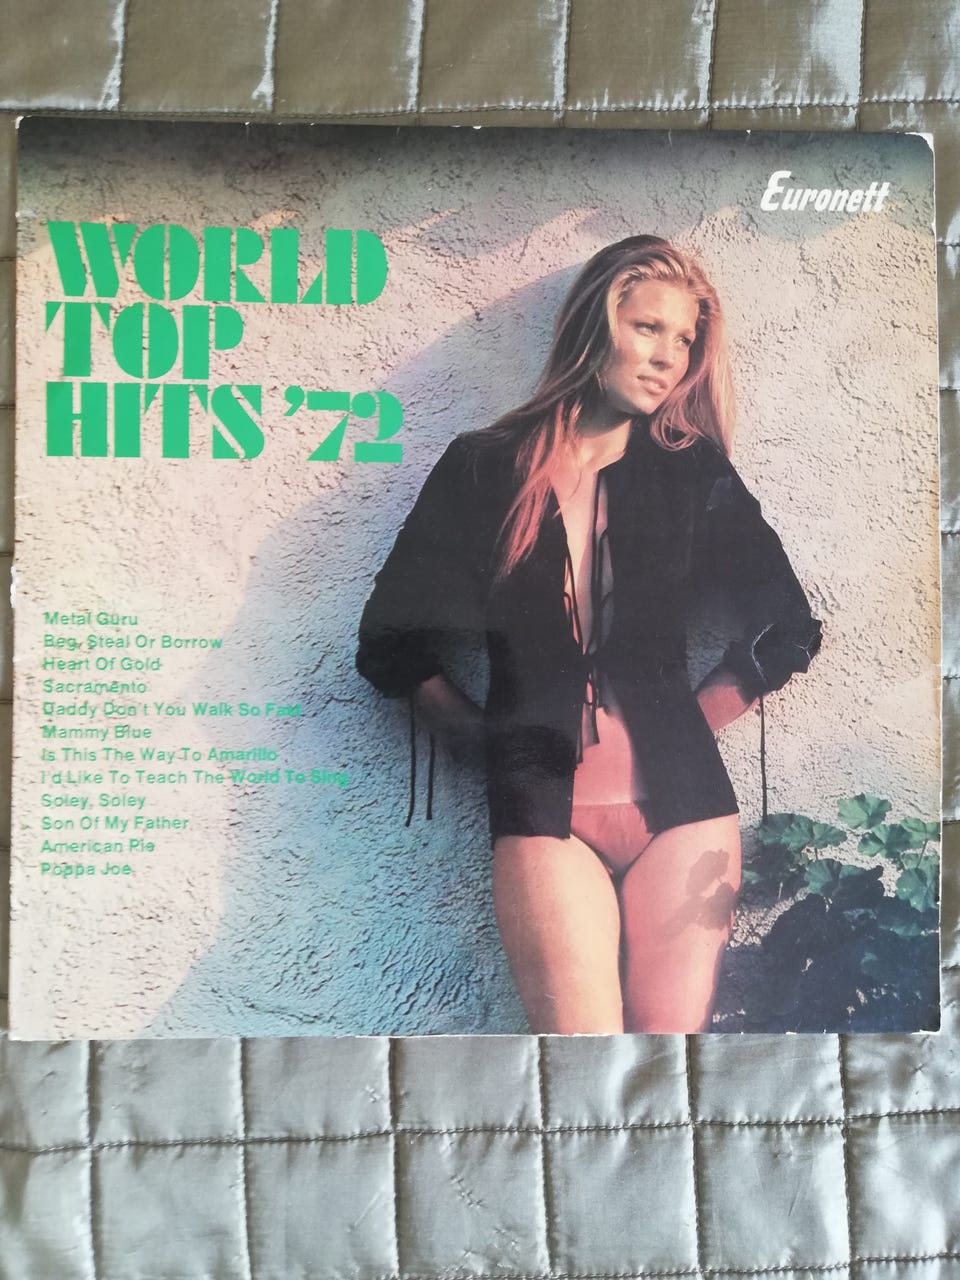 Euronett
WORLD
TOP
HITS '72
Metal Guru
Beg, Steal Or Borrow
Heart Of Gold
Sacramento
Daddy Don't You Walk So Fast
Mammy Blue
Is This The Way To Amarillo
I'd Like To Teach The World To Sing
Soley, Soley
Son Of My Father
American Pie
Poppa Joe